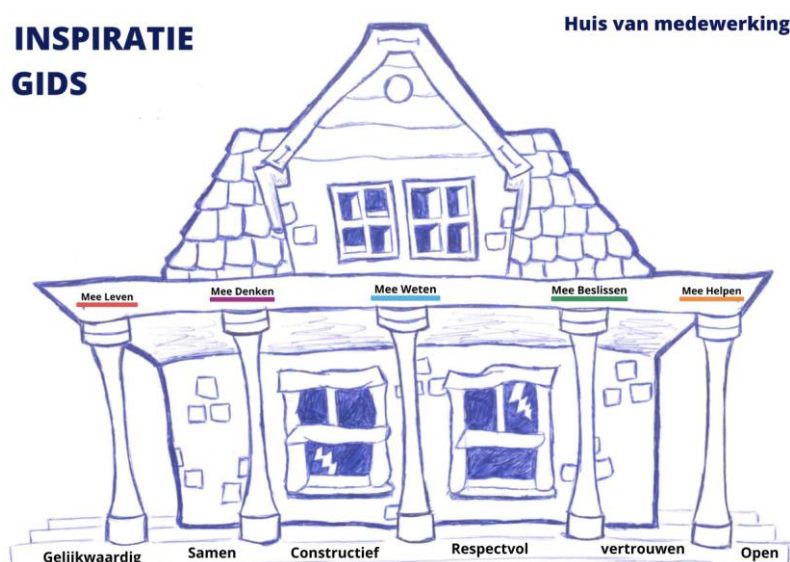 INSPIRATIE
GIDS
Huis van medewerking
Mee Leven
Mee Denken
Mee Weten
Mee Beslissen
Mee Helpen
Gelijkwaardig
Samen
Constructief
Respectvol
vertrouwen
Open